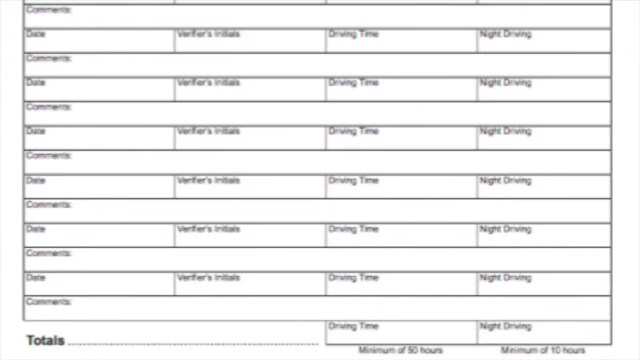 Comments:
Date Verifier's Initials Driving Time Night Driving
Comments:
Date Verifier's Initials Driving Time Night Driving
Comments:
Date Verifier's Initials Driving Time Night Driving
Comments:
Date Verifier's Initials Driving Time Night Driving
Comments:
Date Verifier's Initials Driving Time Night Driving
Comments:
Date Verifier's Initials Driving Time Night Driving
Comments:
Driving Time Night Driving
Totals
Minimum of 50 hours Minimum of 10 hours